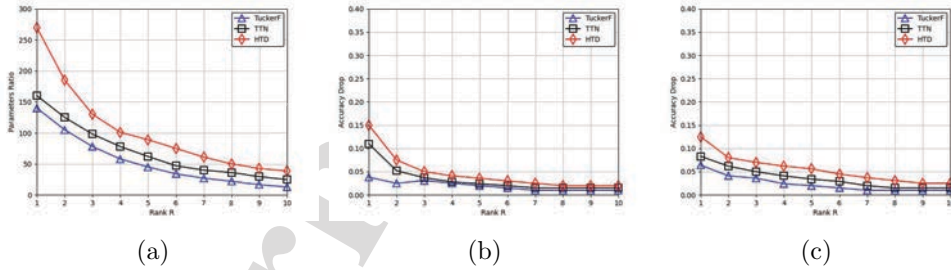 300
250
200
150
100
50
0
Parameters Ratio
1 2 3 4 5 6 7 8 9 10
Rank R
TuckerF
TTN
HTD
(a)
0.40
0.35
0.30
0.25
0.20
0.15
0.10
0.05
0.00
Accuracy Drop
1 2 3 4 5 6 7 8 9 10
Rank R
TuckerF
TTN
HTD
(b)
0.40
0.35
0.30
0.25
0.20
0.15
0.10
0.05
0.00
Accuracy Drop
1 2 3 4 5 6 7 8 9 10
Rank R
TuckerF
TTN
HTD
(c)